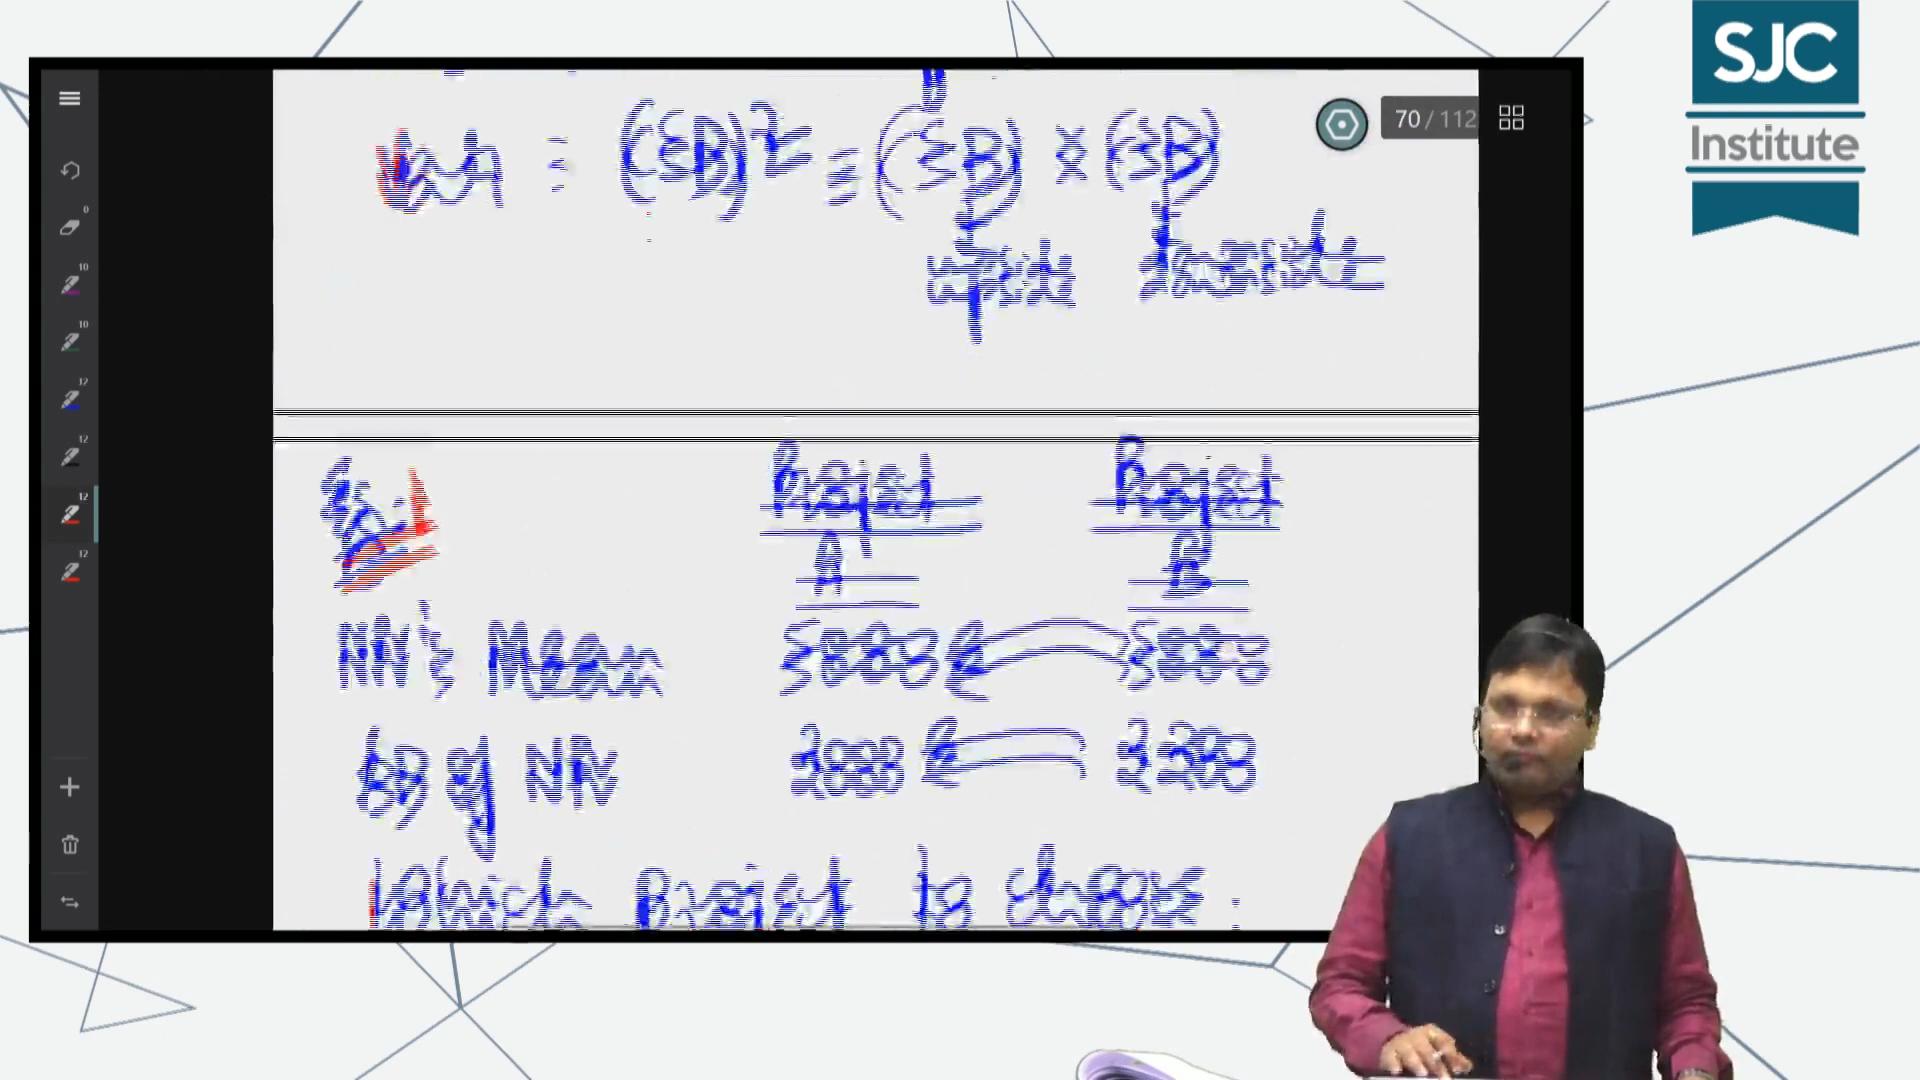 SJC
Institute
70 / 112
Var = (SD)² = (SD) × (SD)
upside downside
Project Project
A B
NPV's Mean 5000 5000
SD of NPV 2000
Which Project to choose.